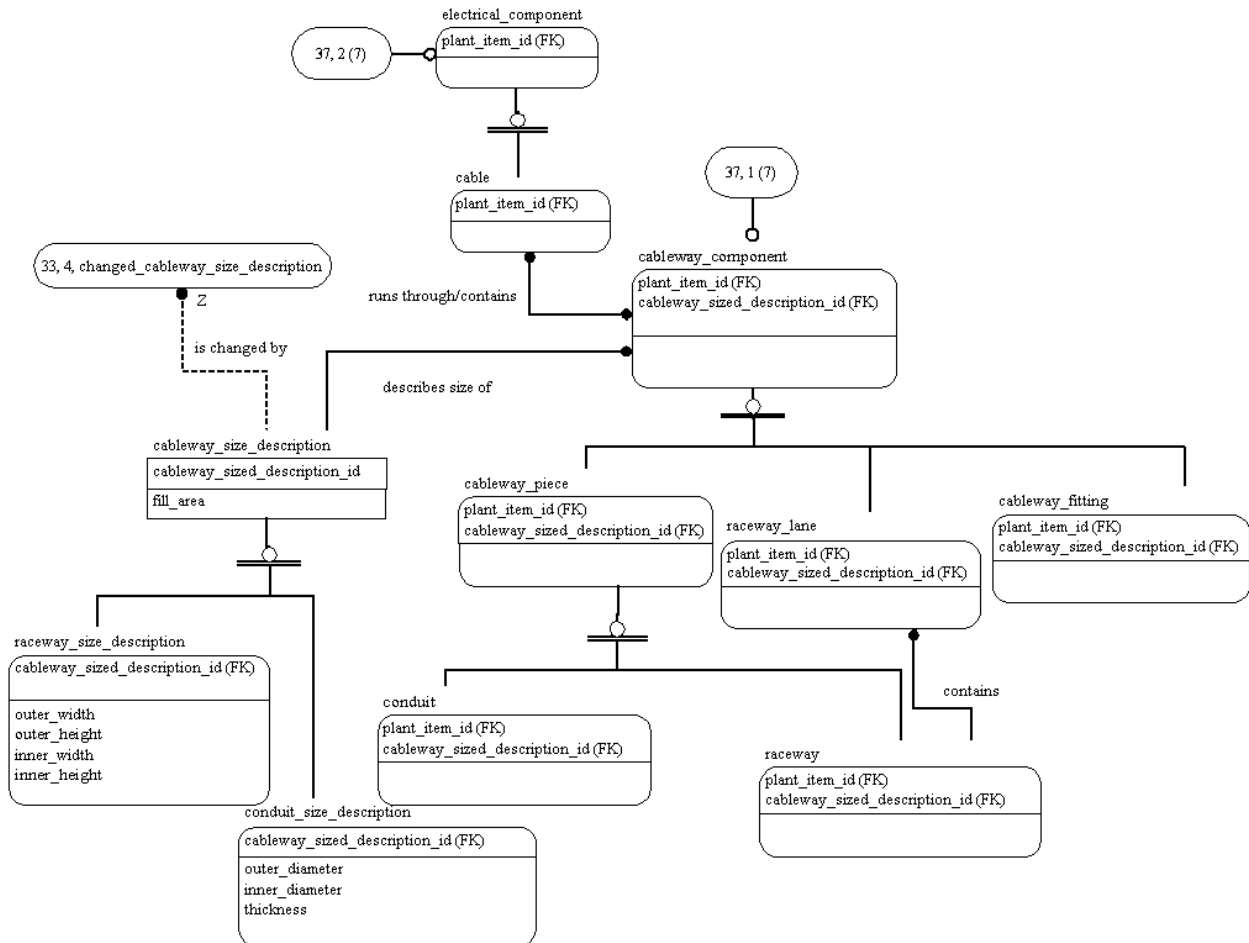 electrical_component
plant_item_id (FK)
37, 2 (7)
37, 1 (7)
cable
plant_item_id (FK)
33, 4, changed_cableway_size_description
Z
is changed by
runs through/contains
cableway_component
plant_item_id (FK)
cableway_sized_description_id (FK)
describes size of
cableway_size_description
cableway_sized_description_id
fill_area
cableway_piece
plant_item_id (FK)
cableway_sized_description_id (FK)
raceway_lane
plant_item_id (FK)
cableway_sized_description_id (FK)
cableway_fitting
plant_item_id (FK)
cableway_sized_description_id (FK)
raceway_size_description
cableway_sized_description_id (FK)
outer_width
outer_height
inner_width
inner_height
conduit
plant_item_id (FK)
cableway_sized_description_id (FK)
contains
raceway
plant_item_id (FK)
cableway_sized_description_id (FK)
conduit_size_description
cableway_sized_description_id (FK)
outer_diameter
inner_diameter
thickness